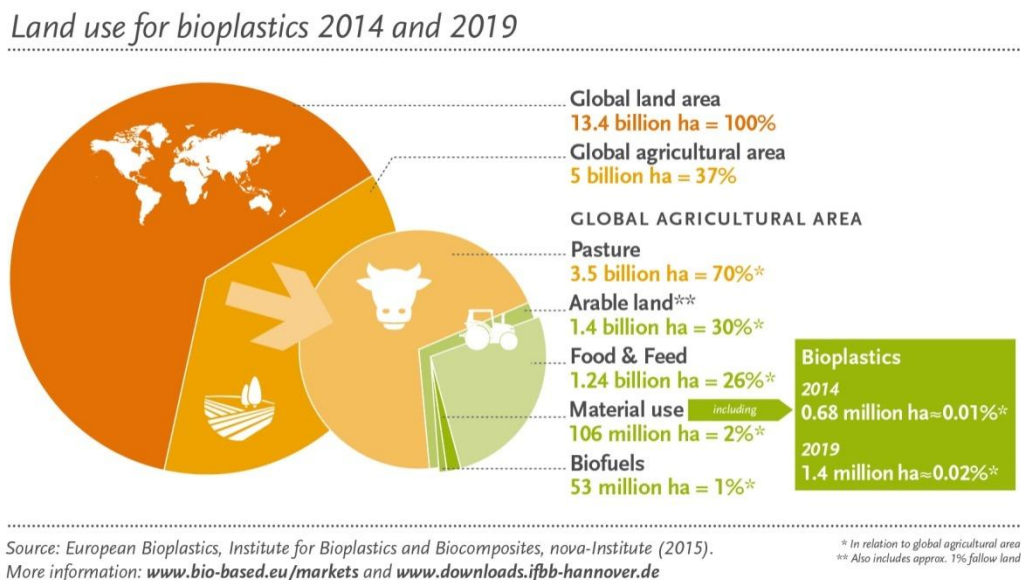 Land use for bioplastics 2014 and 2019
Global land area
13.4 billion ha = 100%
Global agricultural area
5 billion ha = 37%
GLOBAL AGRICULTURAL AREA
Pasture
3.5 billion ha = 70%*
Arable land**
1.4 billion ha = 30%*
Food & Feed
1.24 billion ha = 26%*
Material use
including
106 million ha = 2%*
Biofuels
53 million ha = 1%*
Bioplastics
2014
0.68 million ha≈0.01%*
2019
1.4 million ha≈0.02%*
Source: European Bioplastics, Institute for Bioplastics and Biocomposites, nova-Institute (2015).
More information: www.bio-based.eu/markets and www.downloads.ifbb-hannover.de
* In relation to global agricultural area
** Also includes approx. 1% fallow land